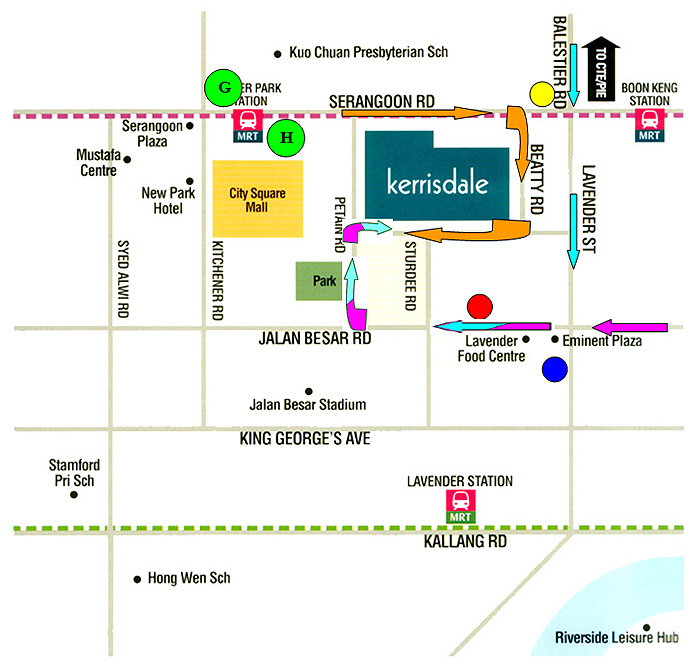 Kuo Chuan Presbyterian Sch
BALESTIER RD
TO CTE/PIE
G
ER PARK
STATION
BOON KENG
STATION
SERANGOON RD
MRT
H
MRT
Serangoon
Plaza
Mustafa
Centre
New Park
Hotel
City Square
Mall
kerrisdale
BEATTY RD
LAVENDER ST
PETAIN RD
SYED ALWI RD
KITCHENER RD
STURDEE RD
Park
JALAN BESAR RD
Lavender
Food Centre
Eminent Plaza
Jalan Besar Stadium
KING GEORGE'S AVE
Stamford
Pri Sch
LAVENDER STATION
MRT
KALLANG RD
Hong Wen Sch
Riverside Leisure Hub